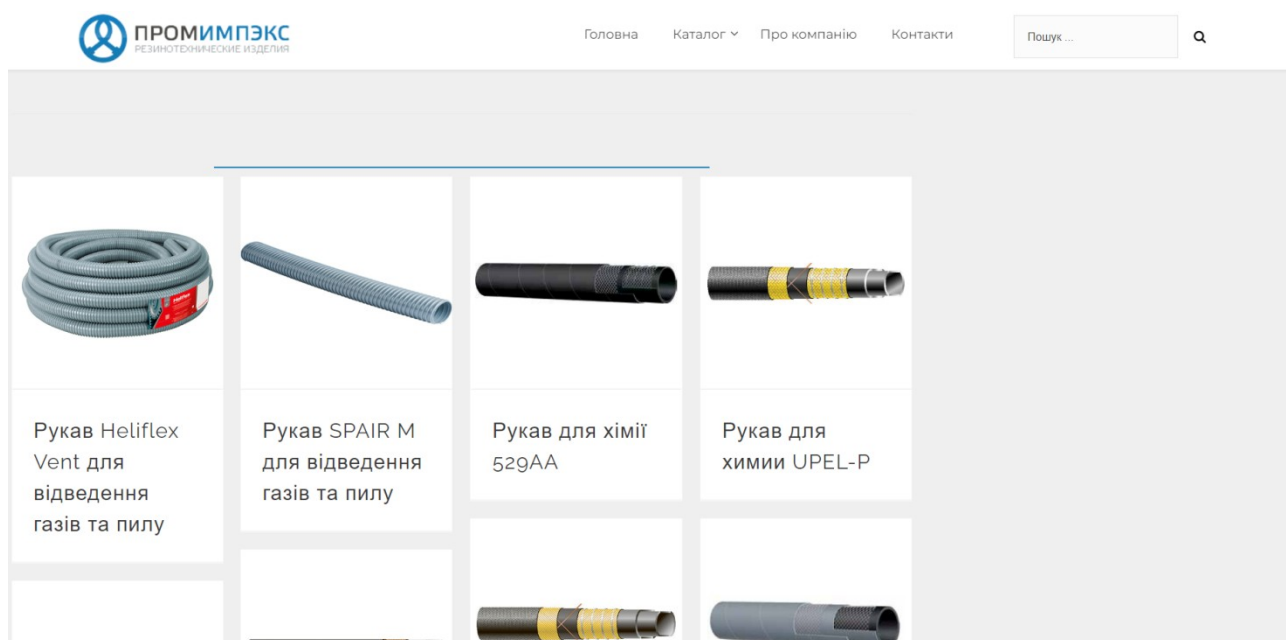 ПРОМИМПЭКС
РЕЗИНОТЕХНИЧЕСКИЕ ИЗДЕЛИЯ
Головна
Каталог
Про компанію
Контакти
Пошук ...
Heliflex
Рукав Heliflex
Vent для
відведення
газів та пилу
Рукав SPAIR M
для відведення
газів та пилу
Рукав для хімії
529AA
Рукав для
химии UPEL-P